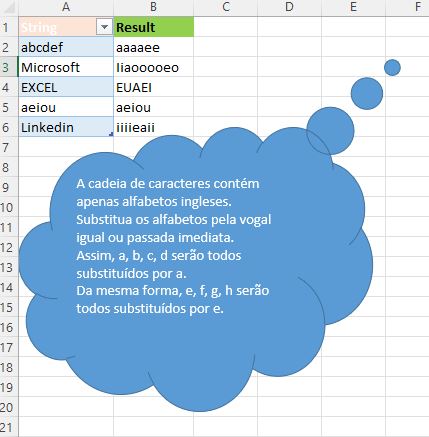 A B C D E F
1 String Result
2 abcdef aaaaee
3 Microsoft Iiaooooeo
4 EXCEL EUAEI
5 aeiou aeiou
6 Linkedin iiiieaii
7
8
9
10
11
12
13
14
15
16
17
18
19
20
21
A cadeia de caracteres contém
apenas alfabetos ingleses.
Substitua os alfabetos pela vogal
igual ou passada imediata.
Assim, a, b, c, d serão todos
substituídos por a.
Da mesma forma, e, f, g, h serão
todos substituídos por e.